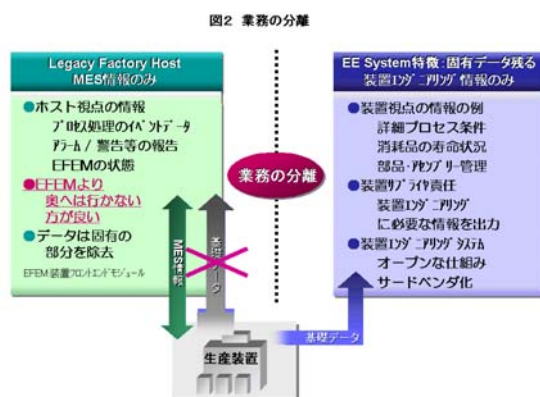 図2 業務の分離
Legacy Factory Host
MES情報のみ
●ホスト視点の情報
ﾌﾟﾛｾｽ処理のｲﾍﾞﾝﾄﾃﾞｰﾀ
ｱﾗｰﾑ / 警告等の報告
EFEMの状態
●EFEMより
奥へは行かない
方が良い
●データは固有の
部分を除去
EFEM 装置フロントエンドモジュール
業務の分離
EE System特徴：固有データ残る
装置ｴﾝｼﾞﾆｱﾘﾝｸﾞ情報のみ
●装置視点の情報の例
詳細プロセス条件
消耗品の寿命状況
部品・アセンブリー管理
●装置ｻﾌﾟﾗｲﾔ責任
装置ｴﾝｼﾞﾆｱﾘﾝｸﾞ
に必要な情報を出力
●装置ｴﾝｼﾞﾆｱﾘﾝｸﾞｼｽﾃﾑ
オープンな仕組み
サードベンダ化
MES情報
基礎データ
生産装置
基礎データ